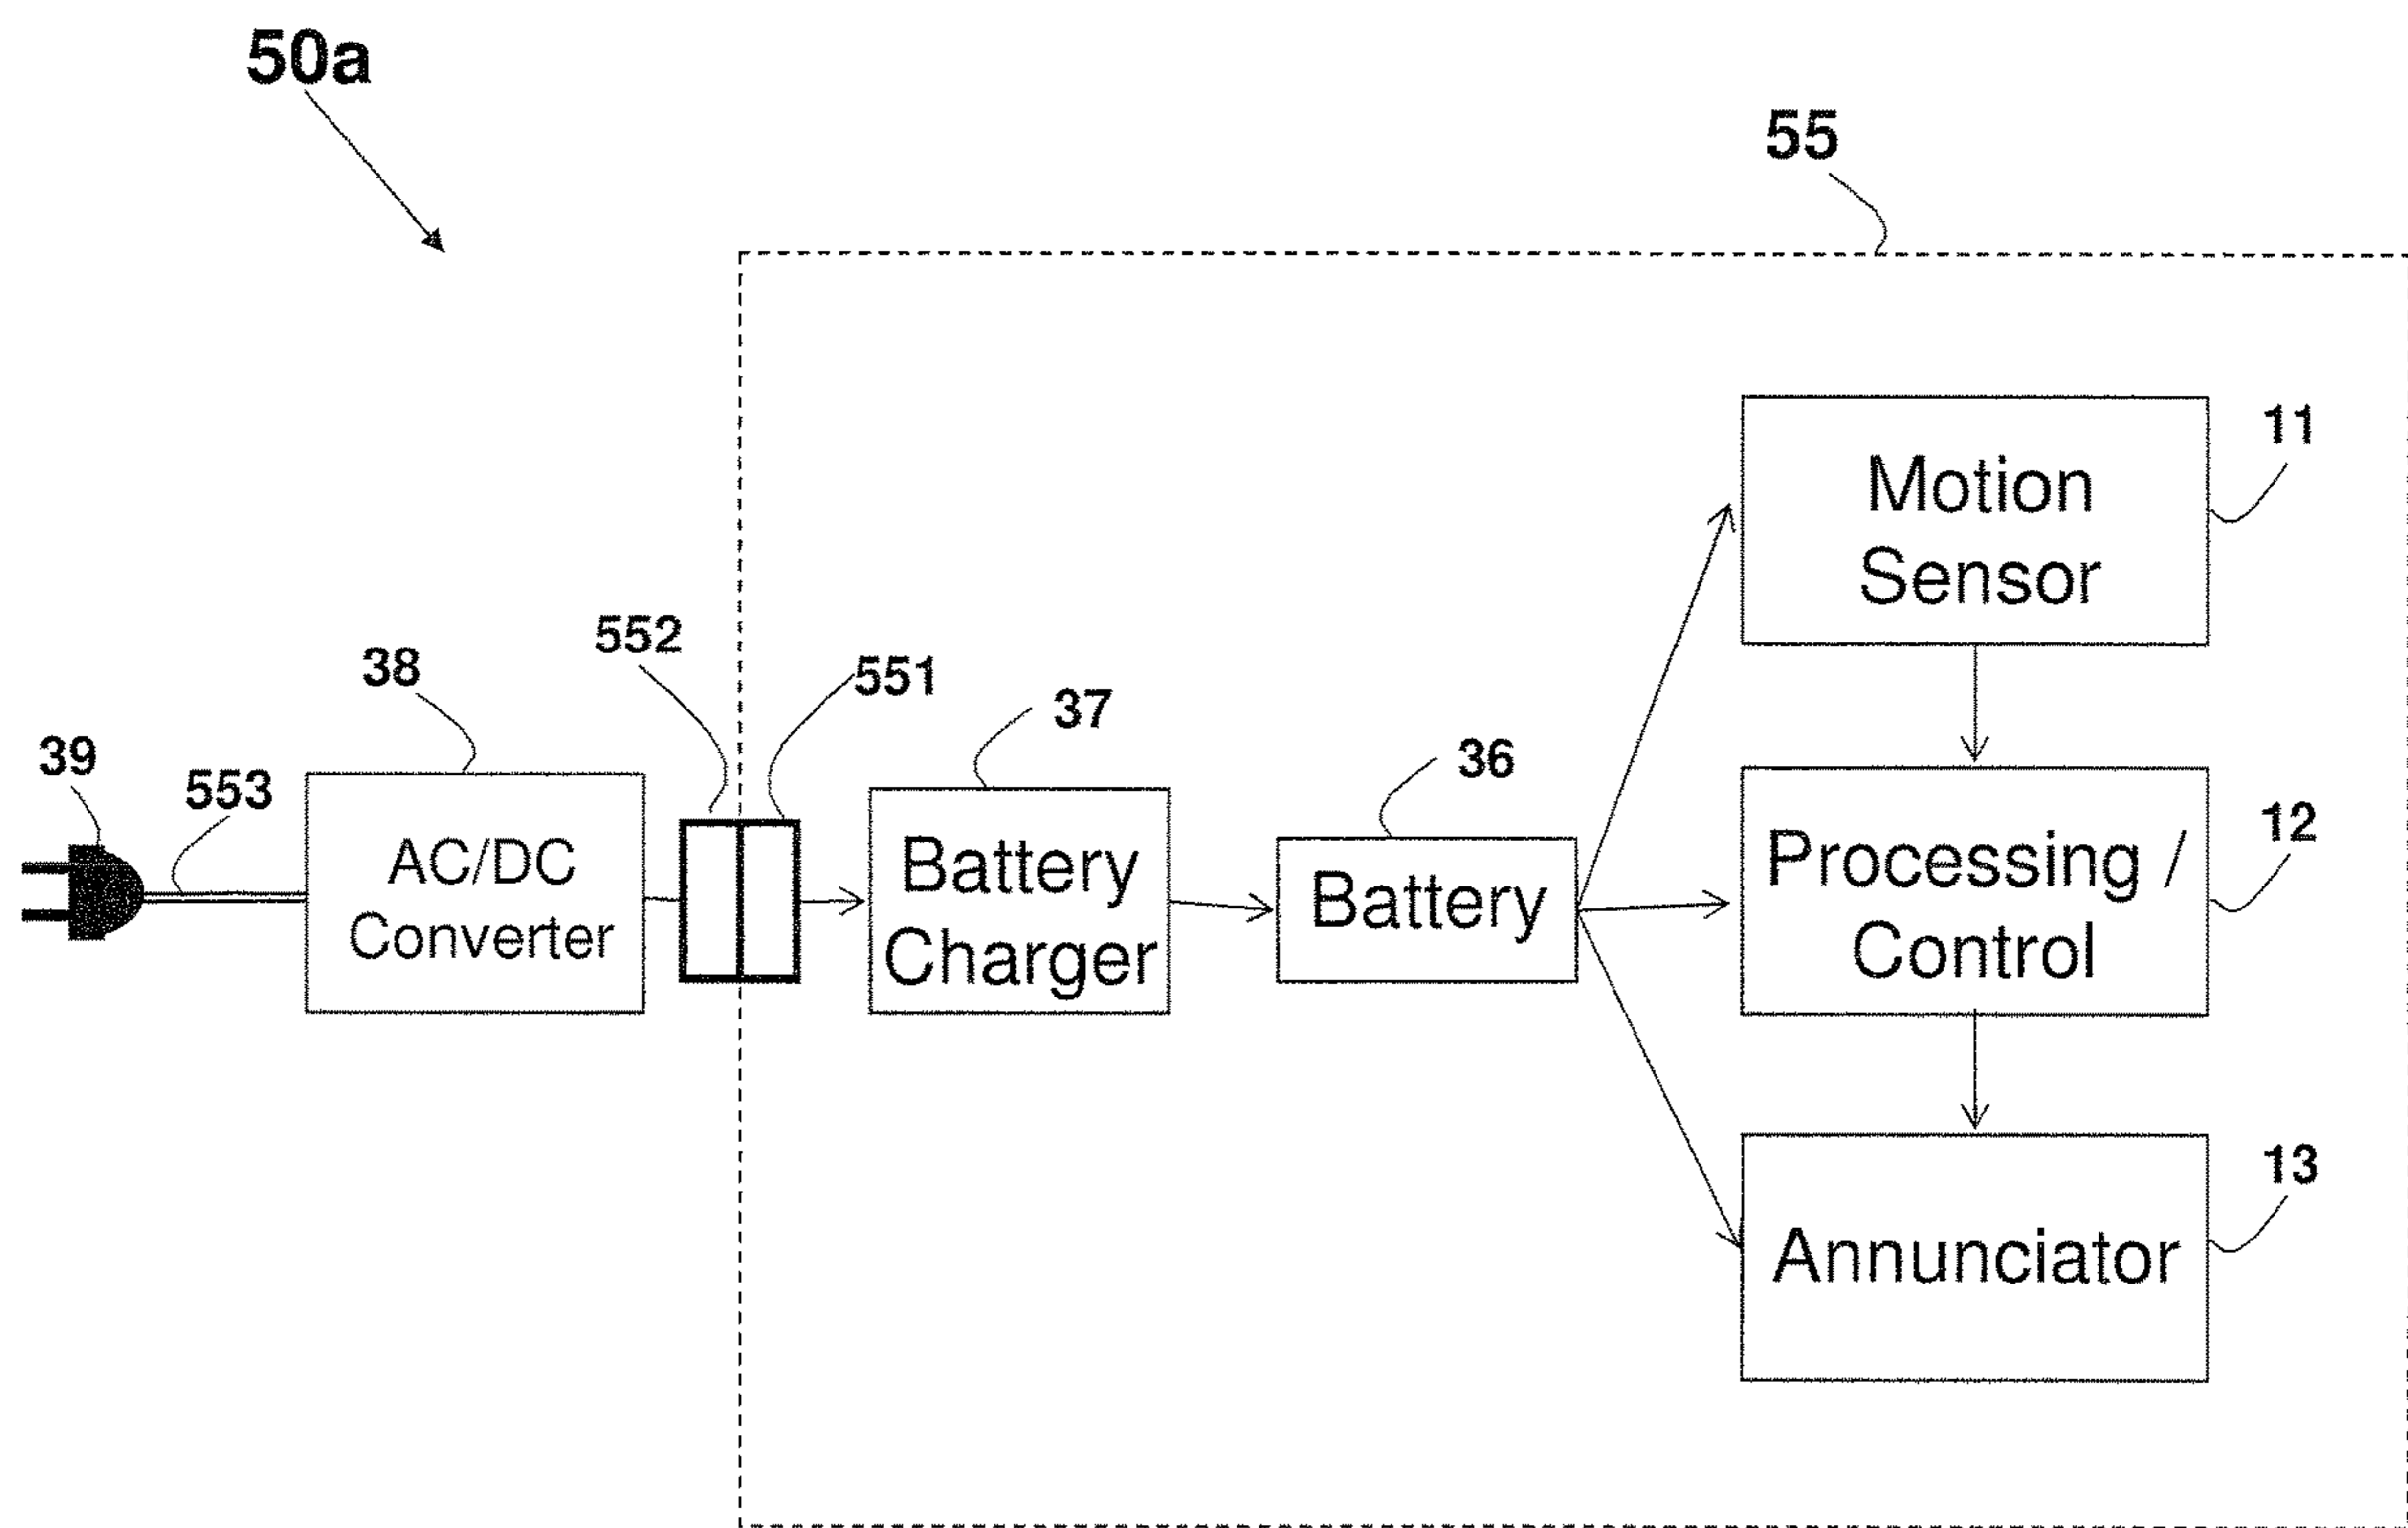 50a
55
11
Motion
Sensor
552
38
551
37
39
36
553
12
AC/DC
Converter
Battery
Charger
Battery
Processing /
Control
13
Annunciator